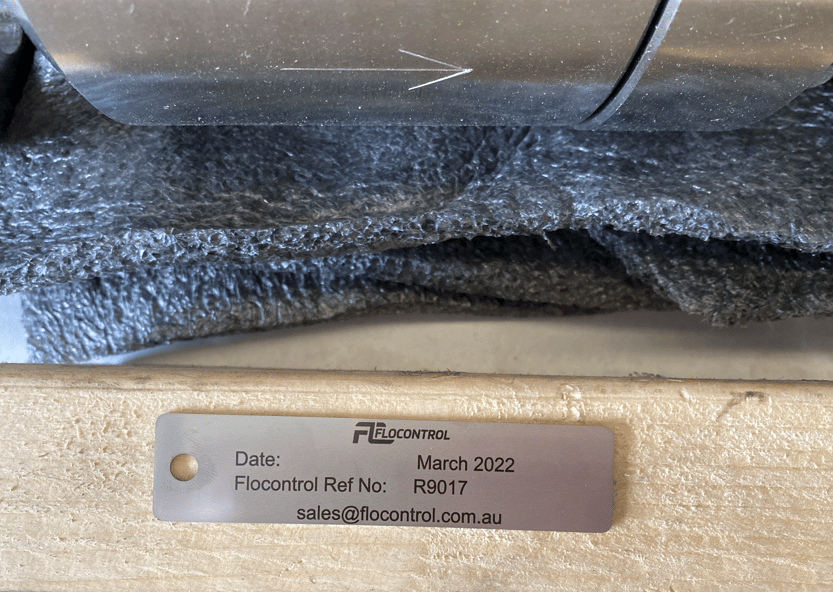 FLOCONTROL
Date: March 2022
Flocontrol Ref No: R9017
sales@flocontrol.com.au